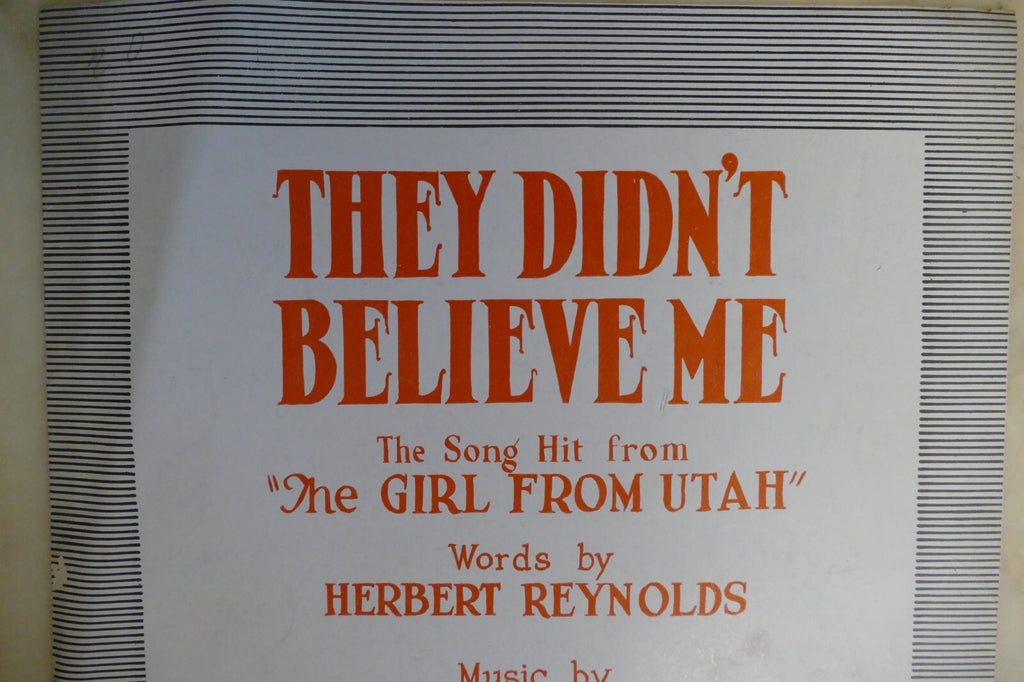 THEY DIDN'T
BELIEVE ME
The Song Hit from
"The GIRL FROM UTAH"
Words by
HERBERT REYNOLDS
Music by